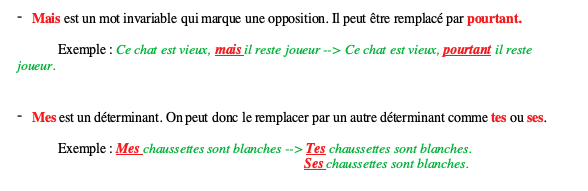 - Mais est un mot invariable qui marque une opposition. Il peut être remplacé par pourtant.
Exemple : Ce chat est vieux, mais il reste joueur --> Ce chat est vieux, pourtant il reste
joueur.
- Mes est un déterminant. On peut donc le remplacer par un autre déterminant comme tes ou ses.
Exemple : Mes chaussettes sont blanches --> Tes chaussettes sont blanches.
Ses chaussettes sont blanches.